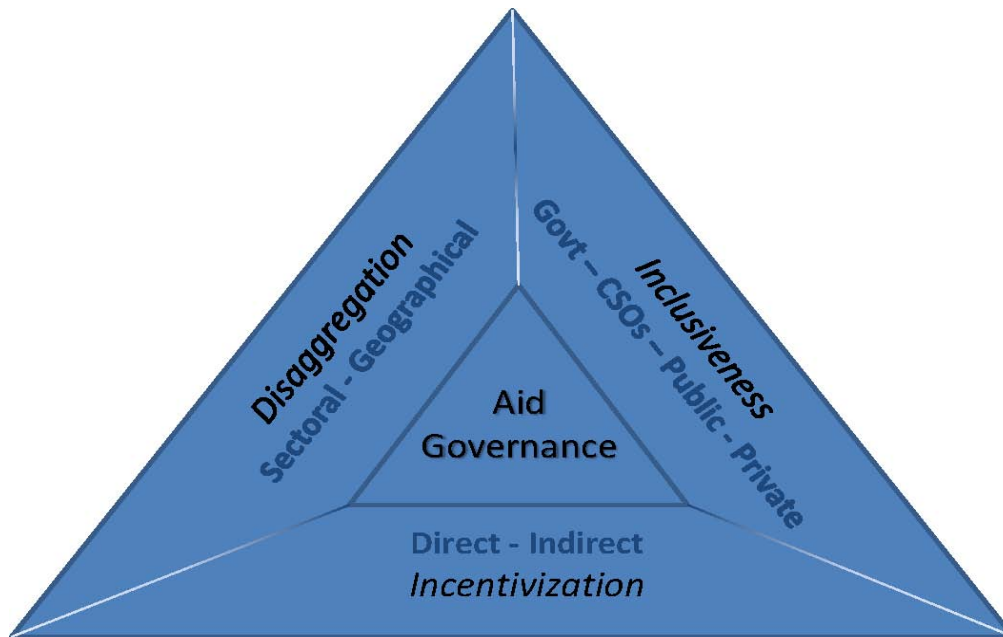 Disaggregation
Sectoral - Geographical
Inclusiveness
Govt – CSOs – Public - Private
Aid
Governance
Direct - Indirect
Incentivization